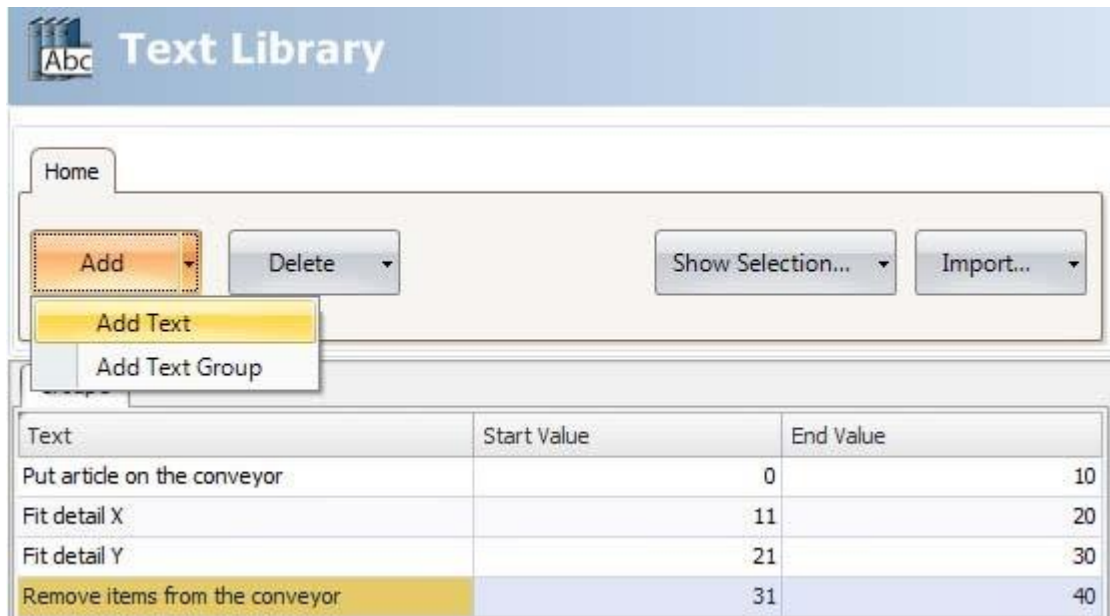 Abc Text Library
Home
Add Delete Show Selection... Import...
Add Text
Add Text Group
Text Start Value End Value
Put article on the conveyor 0 10
Fit detail X 11 20
Fit detail Y 21 30
Remove items from the conveyor 31 40